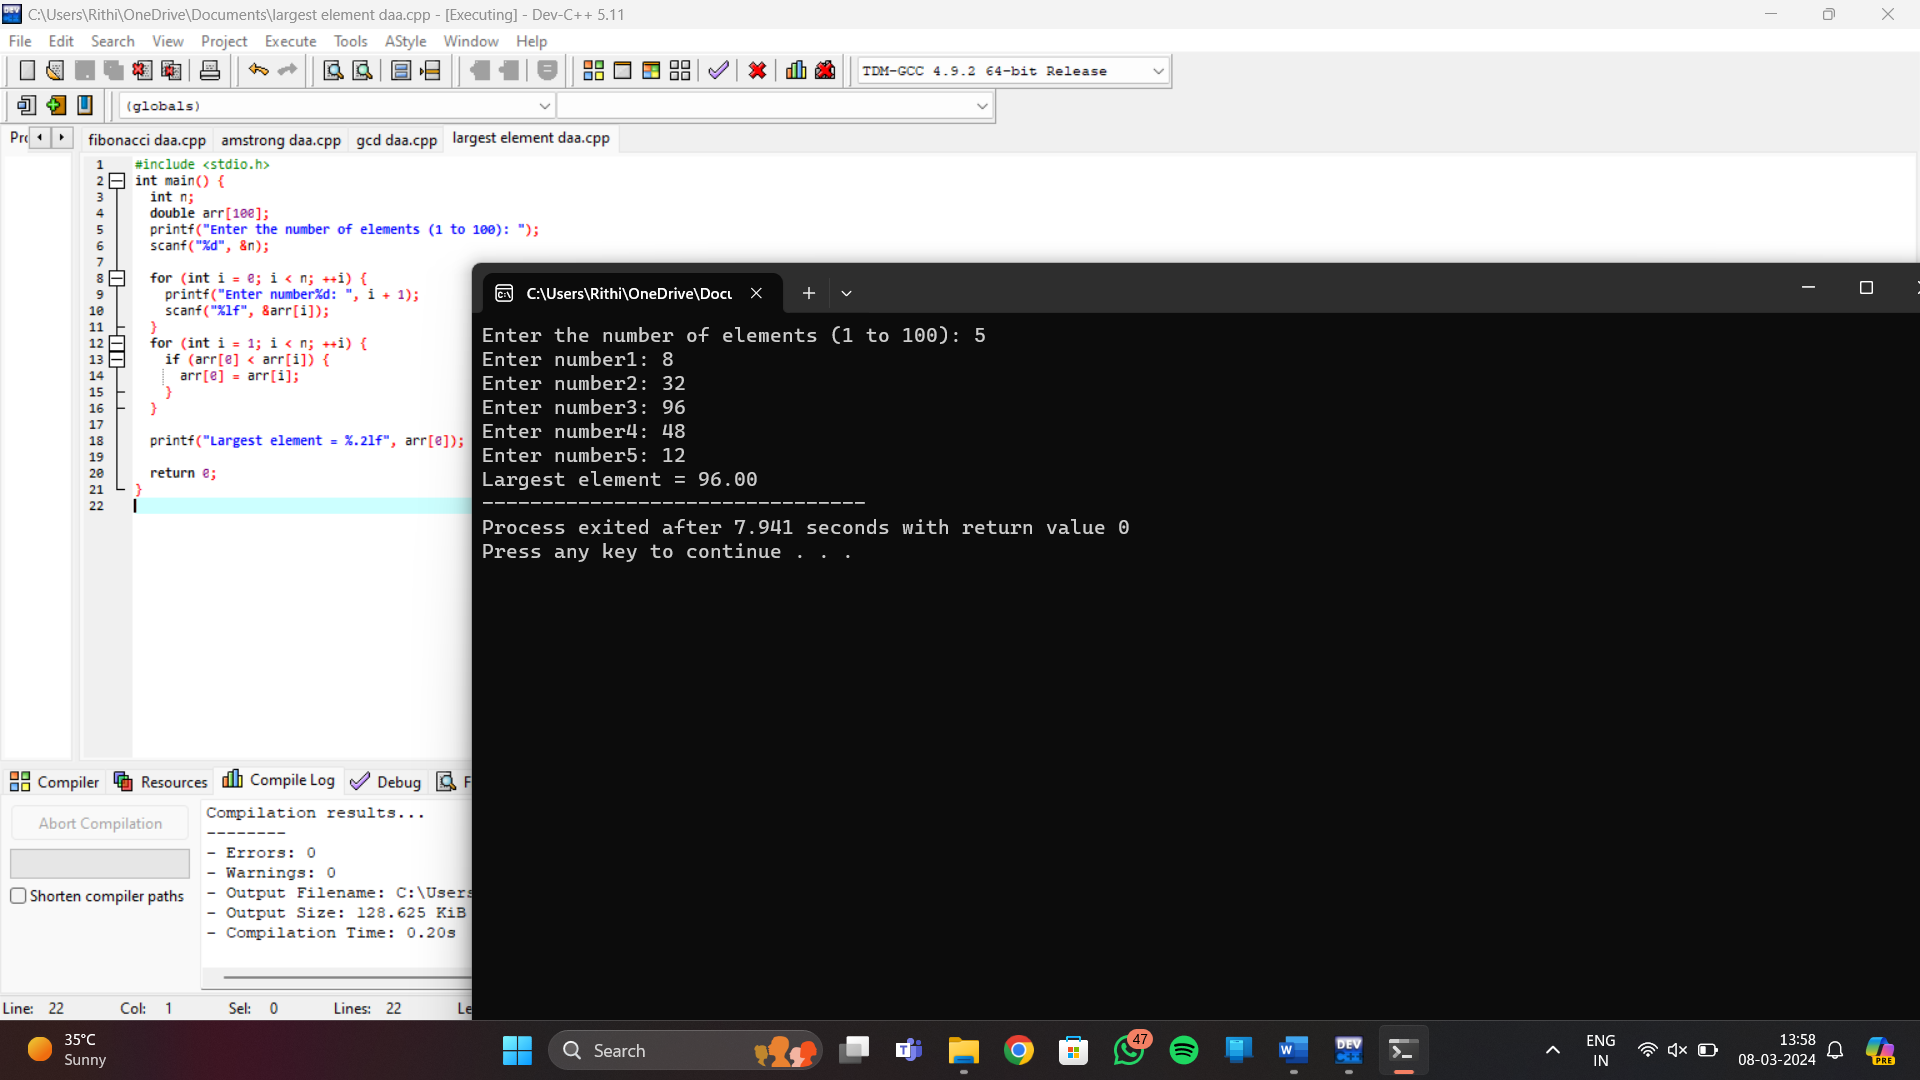 C:\Users\Rithi\OneDrive\Documents\largest element daa.cpp - [Executing] - Dev-C++ 5.11
File Edit Search View Project Execute Tools AStyle Window Help
TDM-GCC 4.9.2 64-bit Release
(globals)
fibonacci daa.cpp amstrong daa.cpp gcd daa.cpp largest element daa.cpp
1 #include <stdio.h>
2 int main() {
3 int n;
4 double arr[100];
5 printf("Enter the number of elements (1 to 100): ");
6 scanf("%d", &n);
7
8 for (int i = 0; i < n; ++i) {
9 printf("Enter number%d: ", i + 1);
10 scanf("%lf", &arr[i]);
11 }
12 for (int i = 1; i < n; ++i) {
13 if (arr[0] < arr[i]) {
14 arr[0] = arr[i];
15 }
16 }
17
18 printf("Largest element = %.2lf", arr[0]);
19
20 return 0;
21 }
22
C:\Users\Rithi\OneDrive\Docu
Enter the number of elements (1 to 100): 5
Enter number1: 8
Enter number2: 32
Enter number3: 96
Enter number4: 48
Enter number5: 12
Largest element = 96.00
--------------------------------
Process exited after 7.941 seconds with return value 0
Press any key to continue . . .
Compiler Resources Compile Log Debug
Abort Compilation
Shorten compiler paths
Compilation results...
--------
- Errors: 0
- Warnings: 0
- Output Filename: C:\Users
- Output Size: 128.625 KiB
- Compilation Time: 0.20s
Line: 22 Col: 1 Sel: 0 Lines: 22 Le
35°C
Sunny
Search
47
DEV
C++
ENG
IN
13:58
08-03-2024
PRE